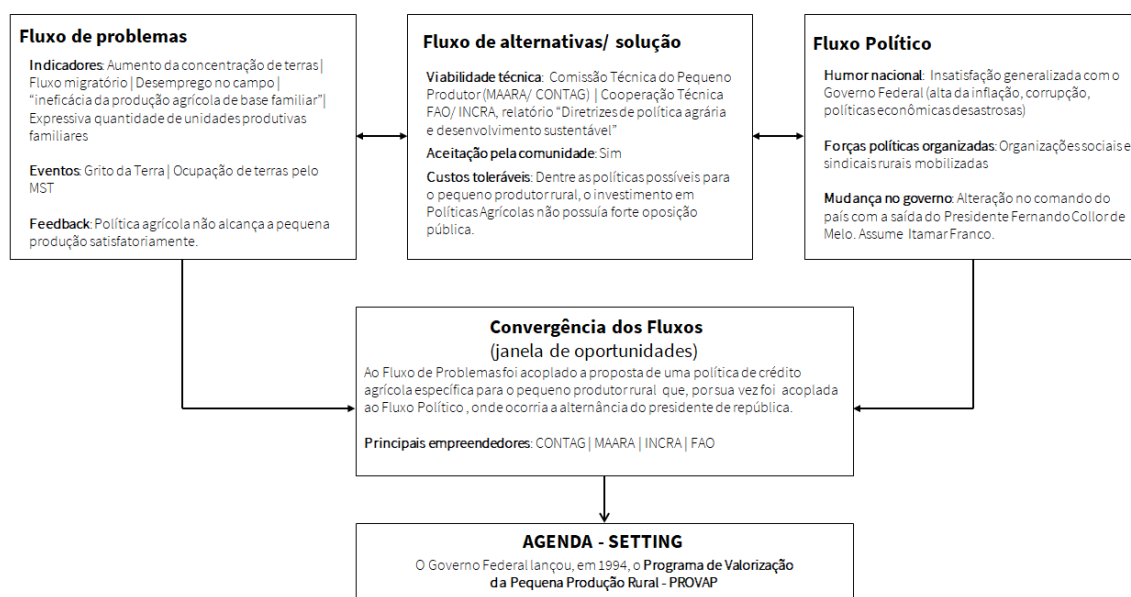 Fluxo de problemas
Indicadores: Aumento da concentração de terras |
Fluxo migratório | Desemprego no campo |
“ineficácia da produção agrícola de base familiar”|
Expressiva quantidade de unidades produtivas
familiares
Eventos: Grito da Terra | Ocupação de terras pelo
MST
Feedback: Política agrícola não alcança a pequena
produção satisfatoriamente.
Fluxo de alternativas/ solução
Viabilidade técnica: Comissão Técnica do Pequeno
Produtor (MAARA/ CONTAG) | Cooperação Técnica
FAO/ INCRA, relatório “Diretrizes de política agrária
e desenvolvimento sustentável”
Aceitação pela comunidade: Sim
Custos toleráveis: Dentre as políticas possíveis para
o pequeno produtor rural, o investimento em
Políticas Agrícolas não possuía forte oposição
pública.
Fluxo Político
Humor nacional: Insatisfação generalizada com o
Governo Federal (alta da inflação, corrupção,
políticas econômicas desastrosas)
Forças políticas organizadas: Organizações sociais e
sindicais rurais mobilizadas
Mudança no governo: Alteração no comando do
país com a saída do Presidente Fernando Collor de
Melo. Assume Itamar Franco.
Convergência dos Fluxos
(janela de oportunidades)
Ao Fluxo de Problemas foi acoplado a proposta de uma política de crédito
agrícola específica para o pequeno produtor rural que, por sua vez foi acoplada
ao Fluxo Político , onde ocorria a alternância do presidente de república.
Principais empreendedores: CONTAG | MAARA | INCRA | FAO
AGENDA - SETTING
O Governo Federal lançou, em 1994, o Programa de Valorização
da Pequena Produção Rural - PROVAP